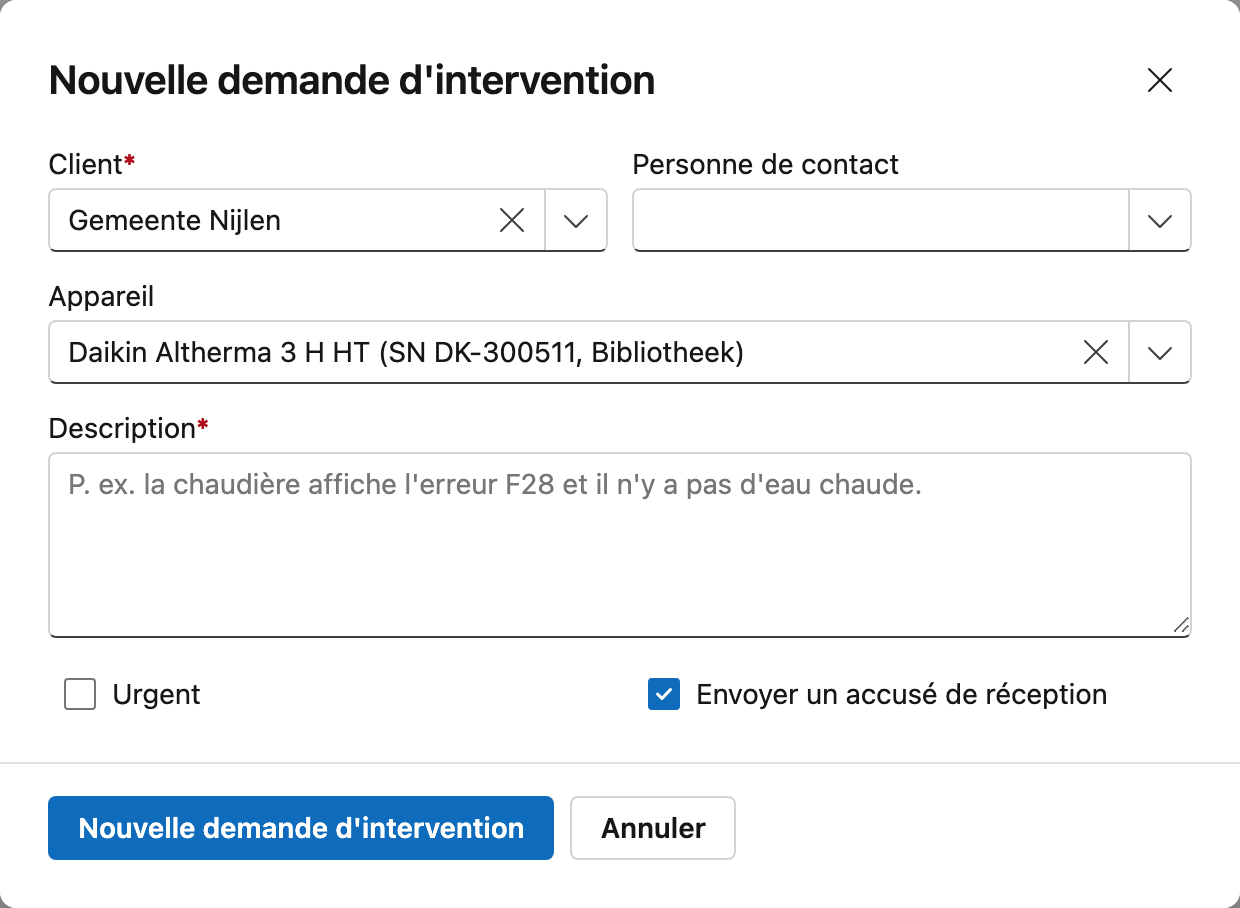 Nouvelle demande d'intervention
Client*
Personne de contact
Gemeente Nijlen
Appareil
Daikin Altherma 3 H HT (SN DK-300511, Bibliotheek)
Description*
P. ex. la chaudière affiche l'erreur F28 et il n'y a pas d'eau chaude.
Urgent
Envoyer un accusé de réception
Nouvelle demande d'intervention
Annuler